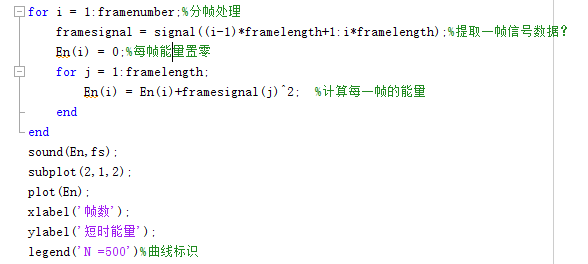 for i = 1:framenumber;%分帧处理
framesignal = signal((i-1)*framelength+1:i*framelength);%提取一帧信号数据?
En(i) = 0;%每帧能量置零
for j = 1:framelength;
En(i) = En(i)+framesignal(j)^2; %计算每一帧的能量
end
end
sound(En,fs);
subplot(2,1,2);
plot(En);
xlabel('帧数');
ylabel('短时能量');
legend('N =500')%曲线标识